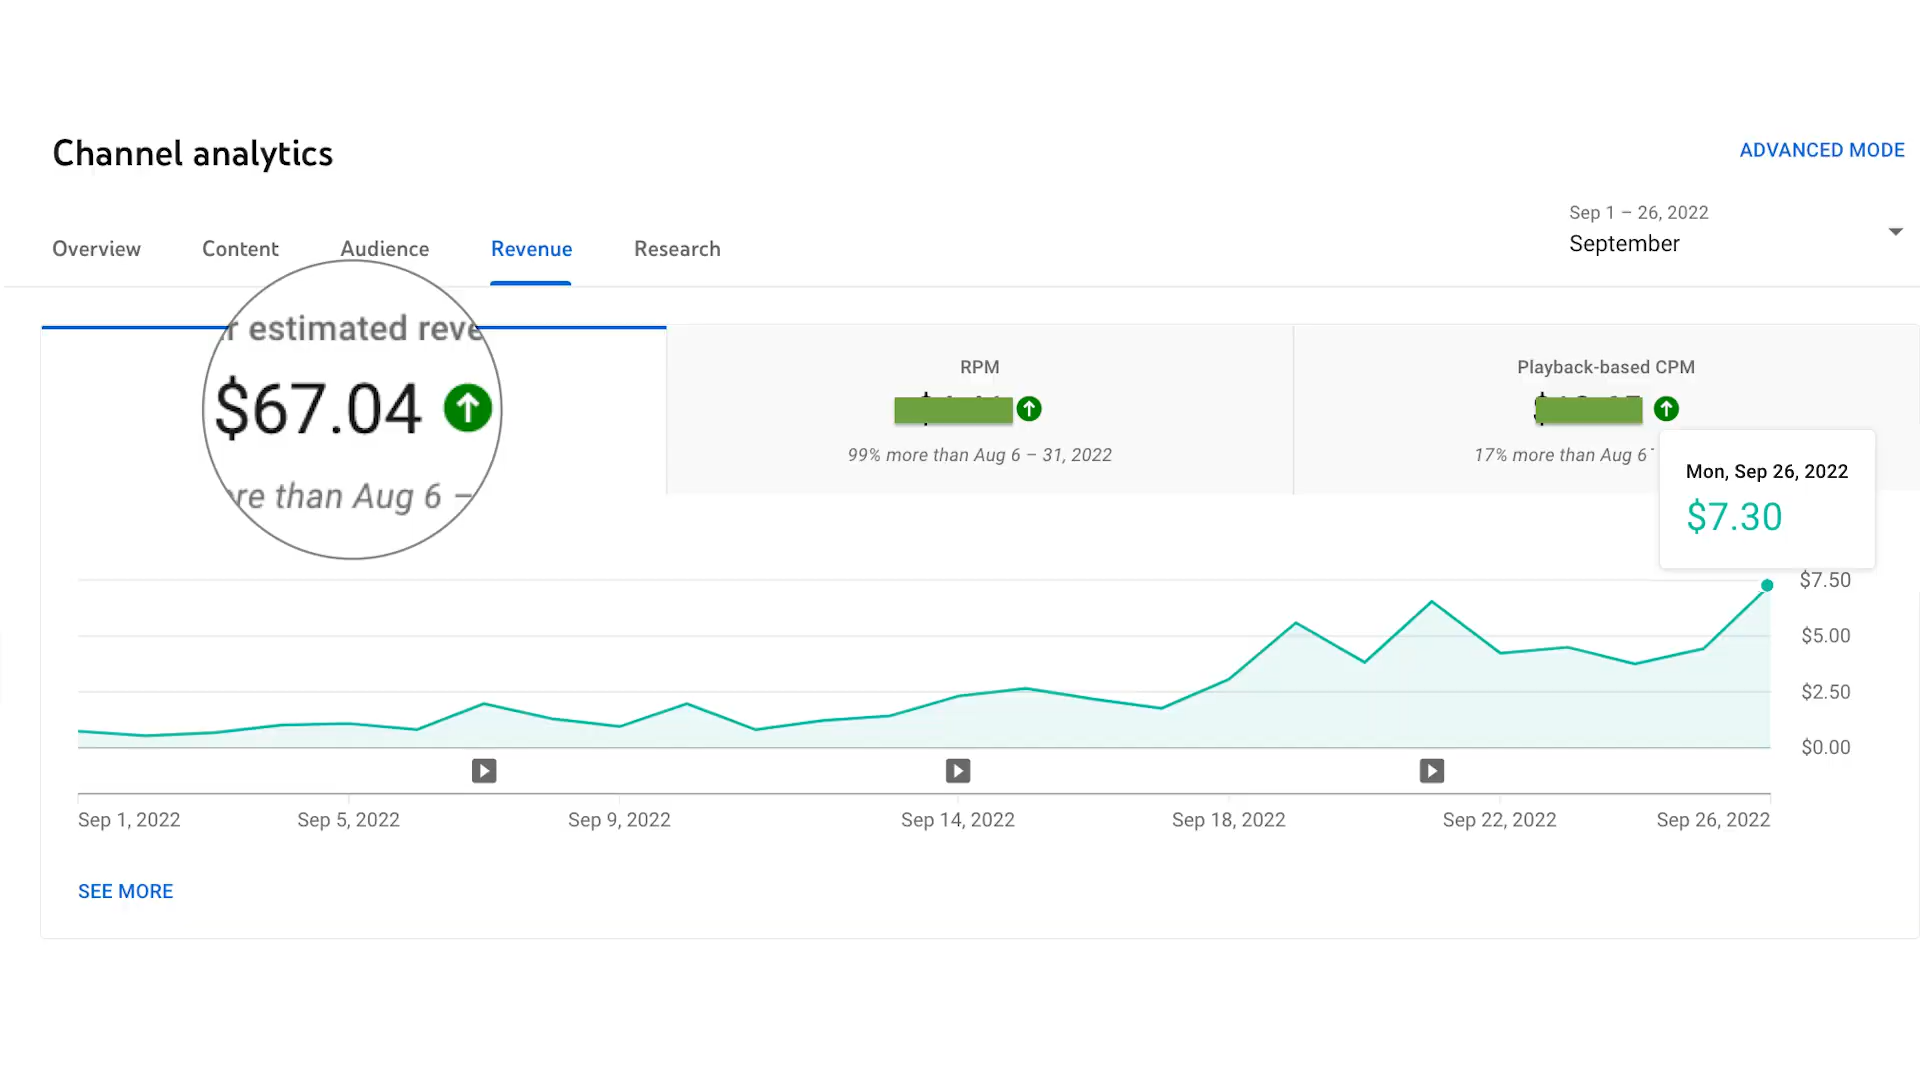 Channel analytics
ADVANCED MODE
Sep 1 – 26, 2022
September
Overview
Content
Audience
Revenue
Research
estimated
$67.04
than Aug 6 –
RPM
99% more than Aug 6 – 31, 2022
Playback-based CPM
17% more than Aug 6
Mon, Sep 26, 2022
$7.30
$7.50
$5.00
$2.50
$0.00
Sep 1, 2022
Sep 5, 2022
Sep 9, 2022
Sep 14, 2022
Sep 18, 2022
Sep 22, 2022
Sep 26, 2022
SEE MORE